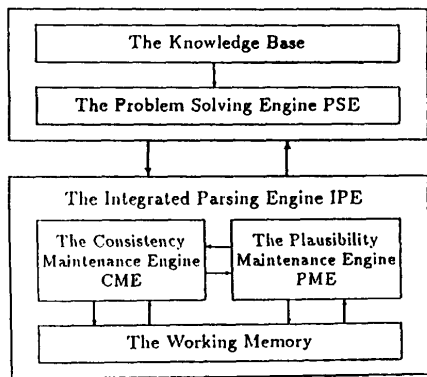 The Knowledge Base
The Problem Solving Engine PSE
The Integrated Parsing Engine IPE
The Consistency
Maintenance Engine
CME
The Plausibility
Maintenance Engine
PME
The Working Memory